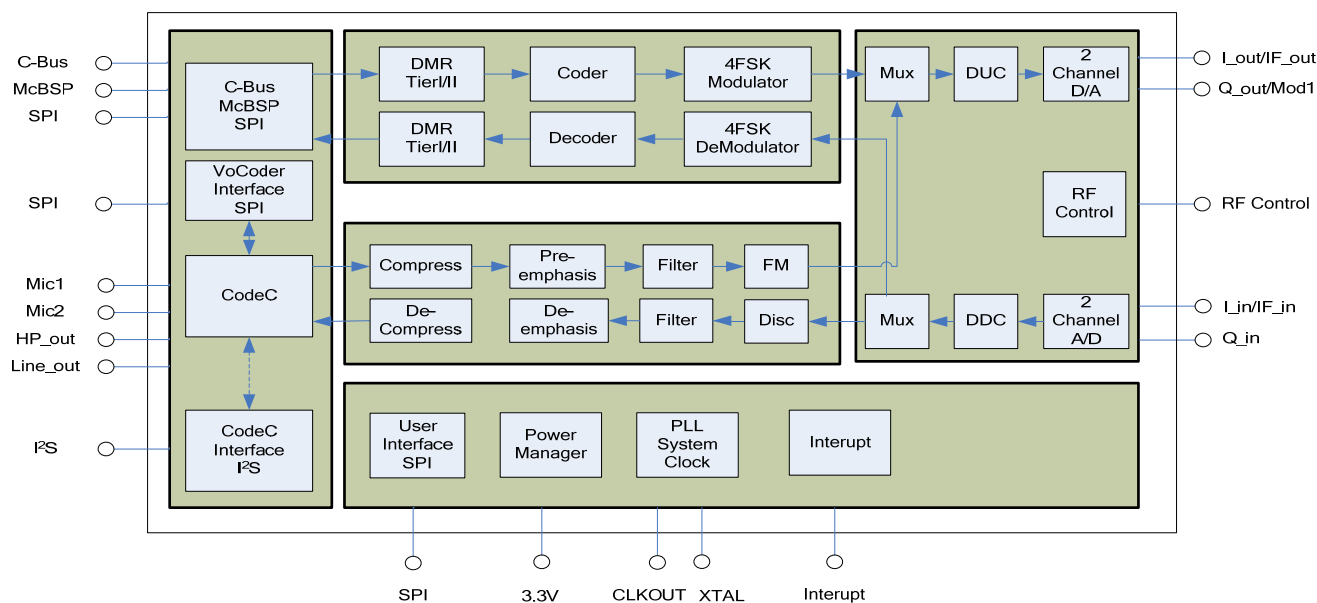 C-Bus
McBSP
SPI
SPI
Mic1
Mic2
HP_out
Line_out
I²S
C-Bus
McBSP
SPI
VoCoder
Interface
SPI
CodeC
CodeC
Interface
I²S
DMR
TierI/II
Coder
4FSK
Modulator
DMR
TierI/II
Decoder
4FSK
DeModulator
Compress
Pre-
emphasis
Filter
FM
De-
Compress
De-
emphasis
Filter
Disc
Mux
DUC
2
Channel
D/A
RF
Control
Mux
DDC
2
Channel
A/D
User
Interface
SPI
Power
Manager
PLL
System
Clock
Interupt
I_out/IF_out
Q_out/Mod1
RF Control
I_in/IF_in
Q_in
SPI
3.3V
CLKOUT
XTAL
Interupt